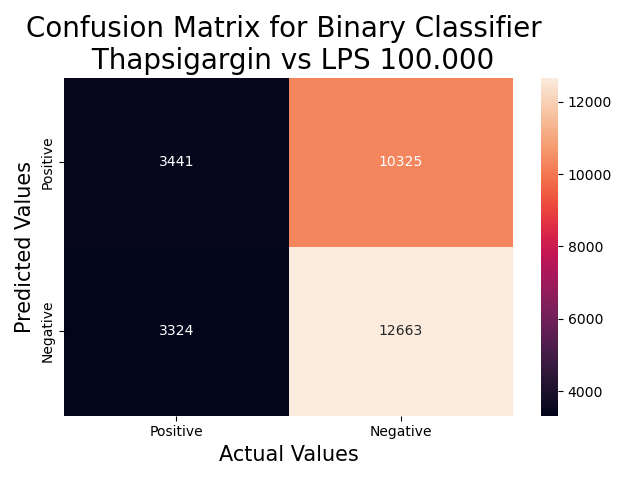 Confusion Matrix for Binary Classifier
Thapsigargin vs LPS 100.000
Predicted Values
Positive
Negative
3441
10325
3324
12663
Positive
Negative
Actual Values
12000
10000
8000
6000
4000